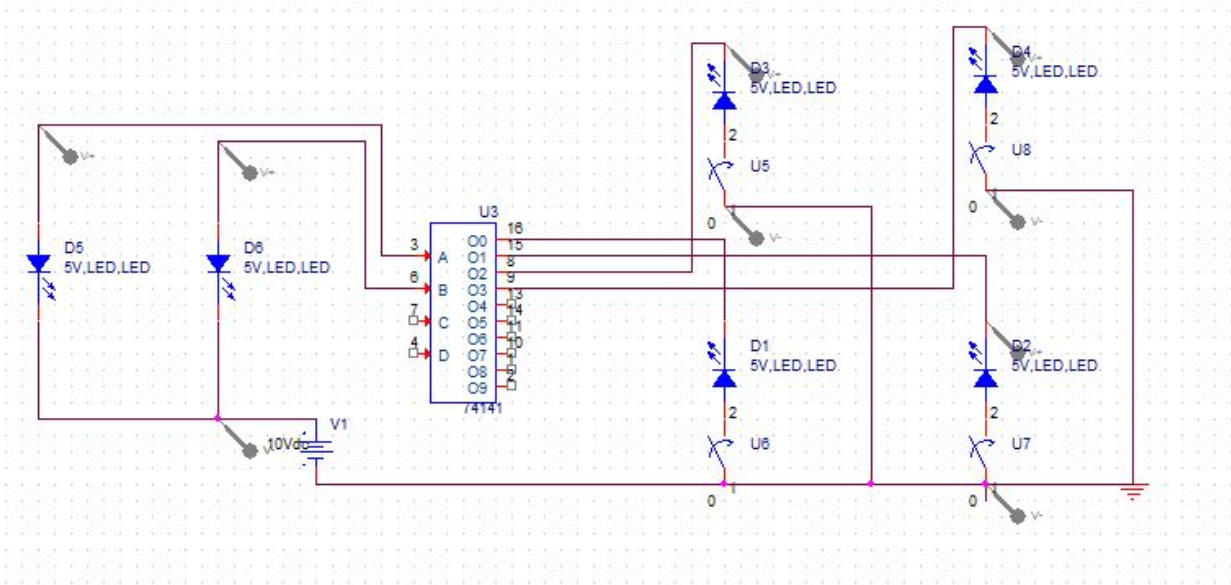 D3
5V,LED,LED
V+
2
U5
1
0
V-
D4
5V,LED,LED
V+
2
U8
1
0
V-
V+
V+
D5
5V,LED,LED
D6
5V,LED,LED
U3
3 A
6 B
7 C
4 D
O0 16
O1 15
O2 8
O3 9
O4 13
O5 14
O6 11
O7 10
O8 1
O9 2
74141
D1
5V,LED,LED
2
U6
1
0
D2
5V,LED,LED
V+
2
U7
1
0
V-
V1
10Vdc
V-